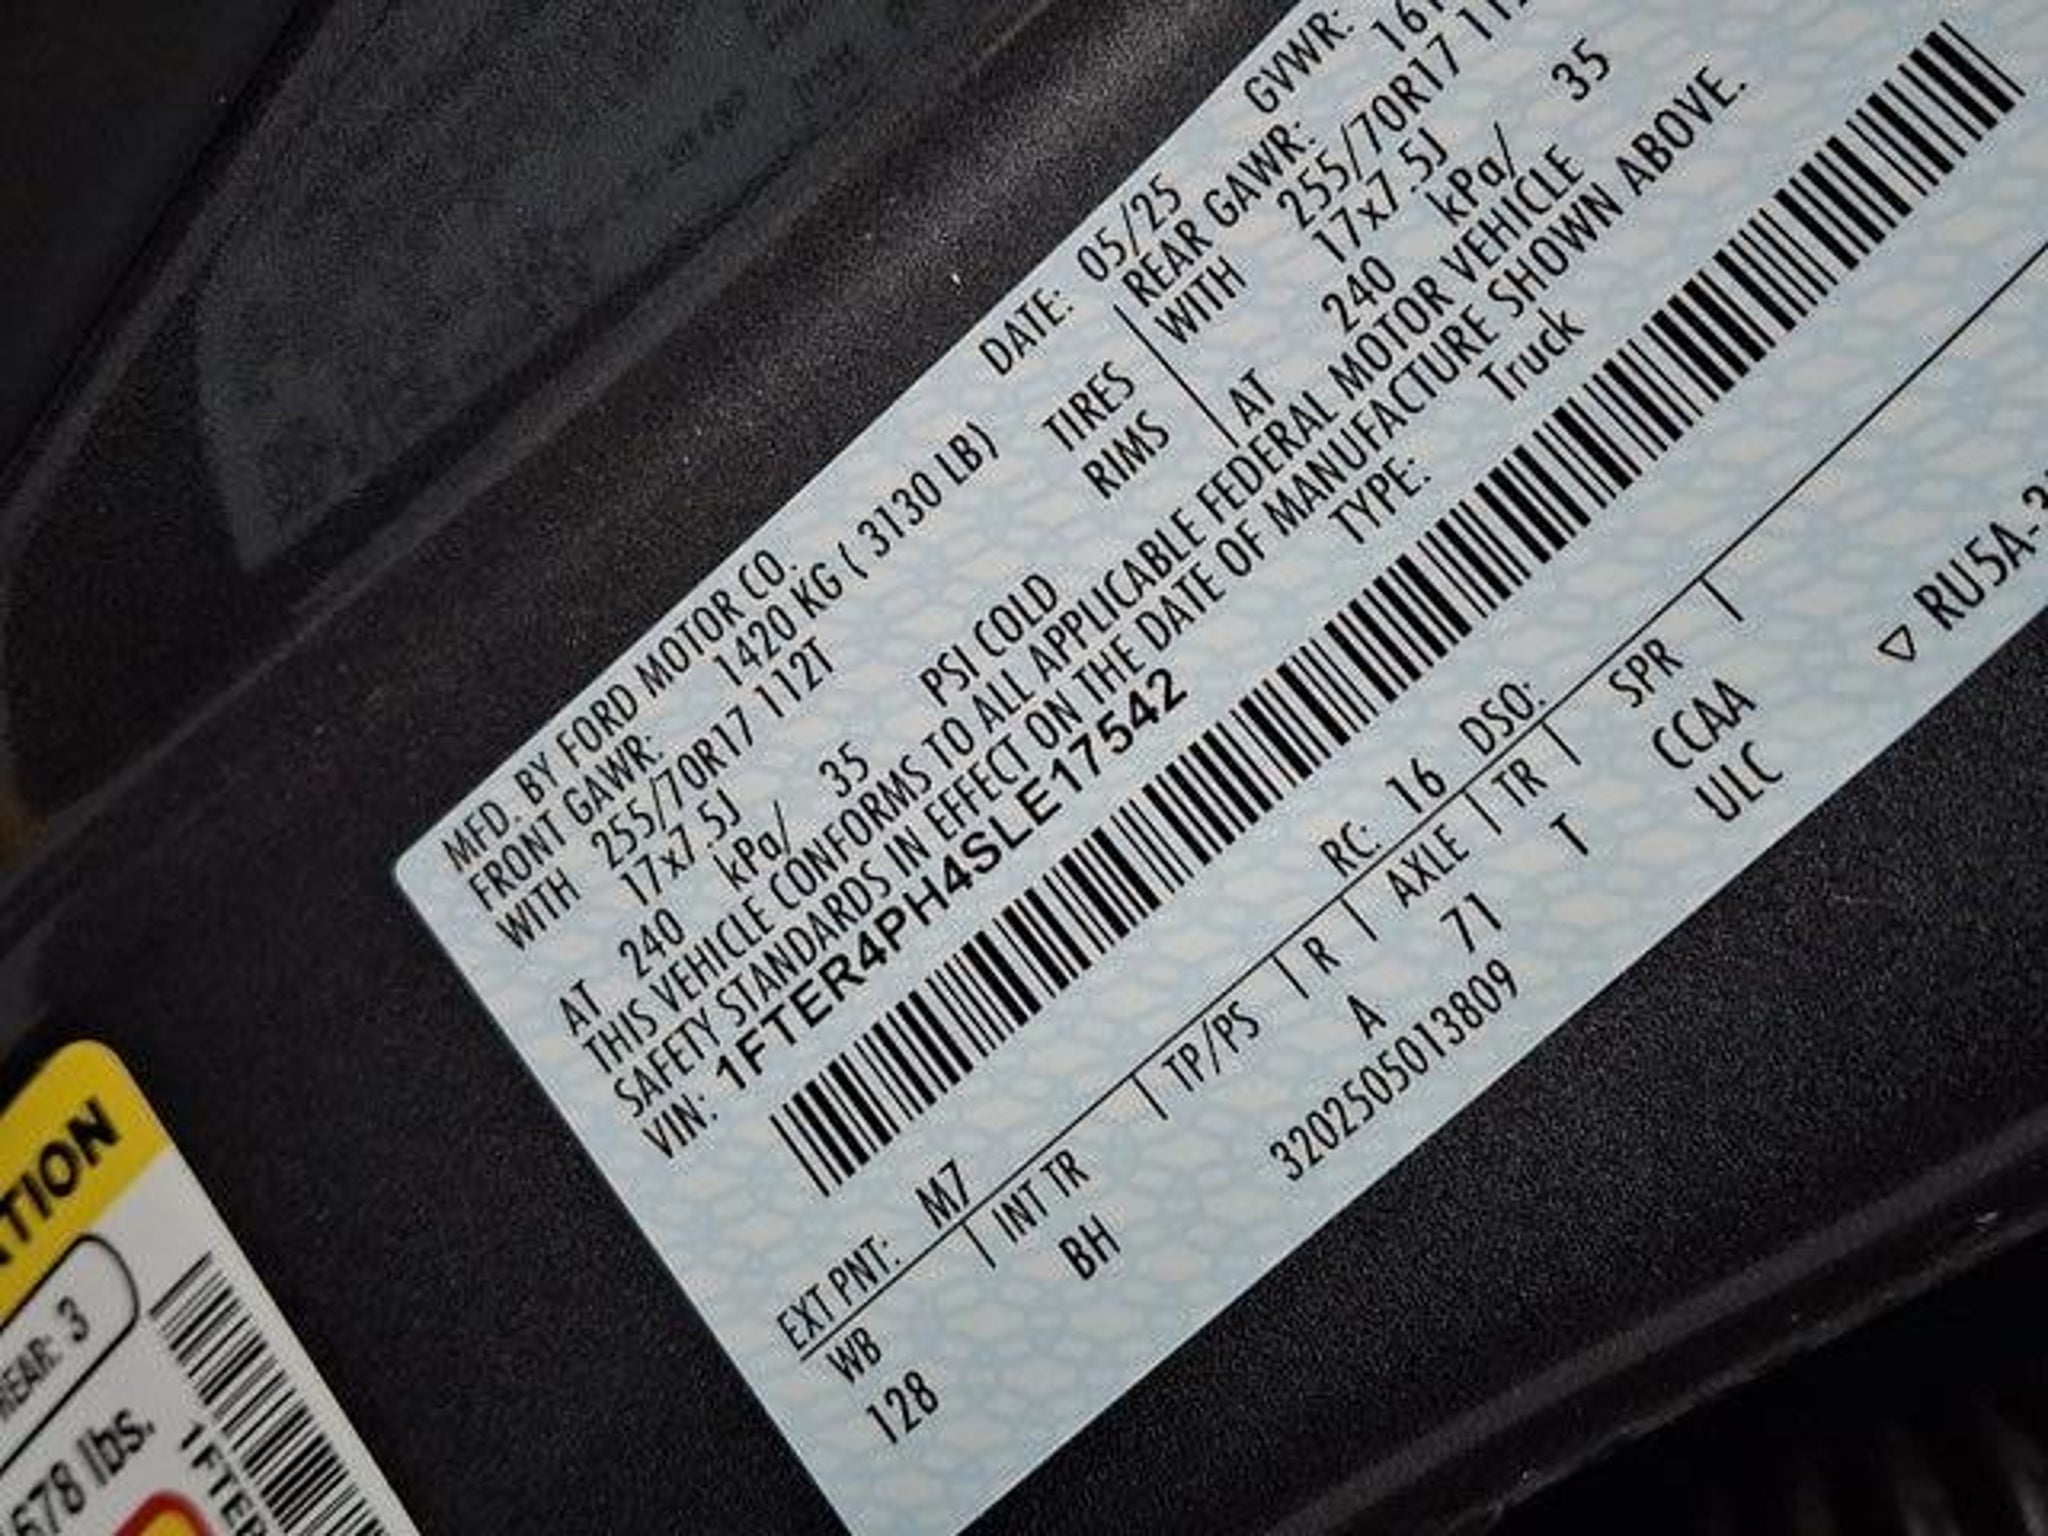 MFD. BY FORD MOTOR CO. DATE: 05/25 GVWR:
FRONT GAWR: 1420 KG ( 3130 LB) REAR GAWR:
WITH 255/70R17 112T TIRES WITH 255/70R17
17x7.5J RIMS 17x7.5J
AT 240 kPa/ 35 PSI COLD AT 240 kPa/ 35
THIS VEHICLE CONFORMS TO ALL APPLICABLE FEDERAL MOTOR VEHICLE
SAFETY STANDARDS IN EFFECT ON THE DATE OF MANUFACTURE SHOWN ABOVE.
VIN: 1FTER4PH4SLE17542 TYPE: Truck
EXT PNT: M7 RC: 16 DSO:
WB | INT TR | TP/PS | R | AXLE | TR | SPR |
128 BH A 71 T CCAA
3202505013809 ULC
▽ RU5A-
REAR: 3
678 lbs.
1FTER